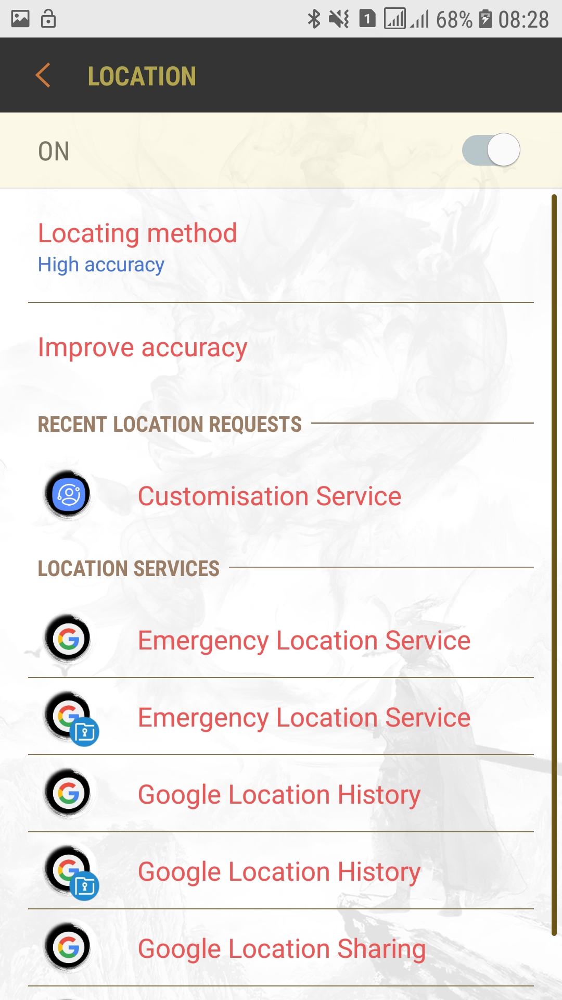 1 68% 08:28
LOCATION
ON
Locating method
High accuracy
Improve accuracy
RECENT LOCATION REQUESTS
Customisation Service
LOCATION SERVICES
Emergency Location Service
Emergency Location Service
Google Location History
Google Location History
Google Location Sharing